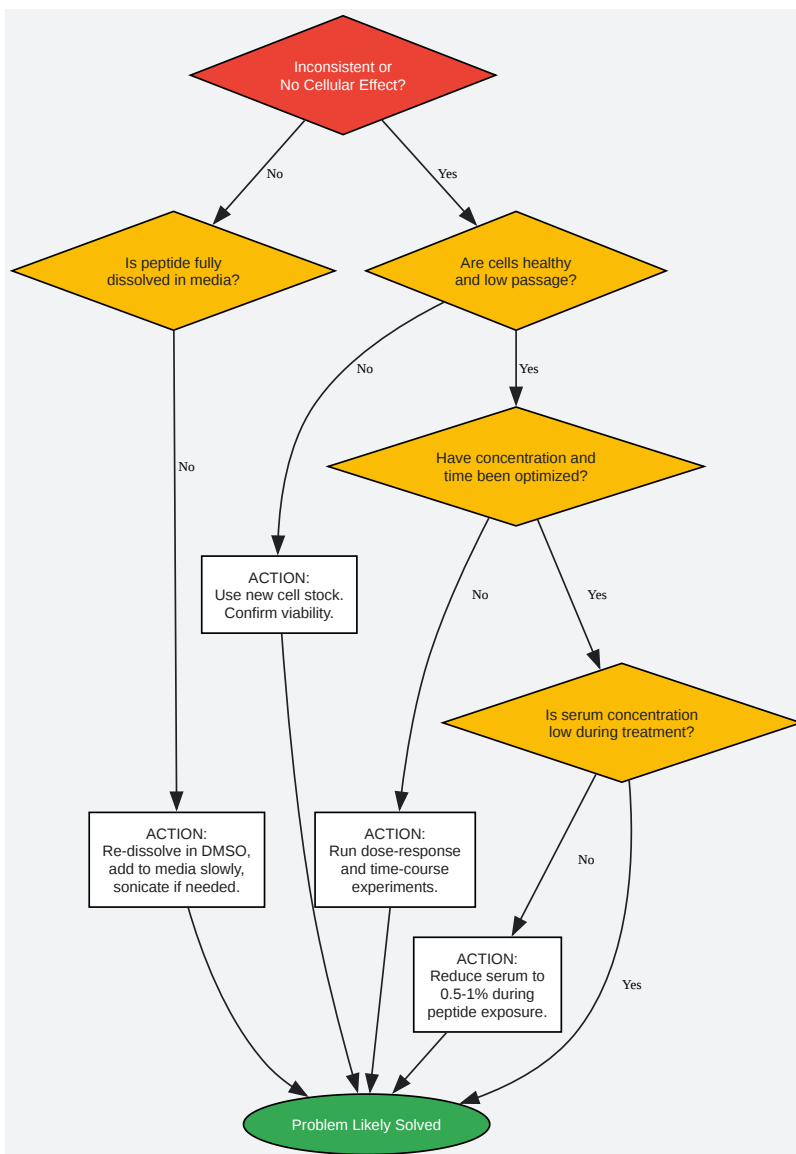 Inconsistent or
No Cellular Effect?
No
Yes
Is peptide fully
dissolved in media?
Are cells healthy
and low passage?
No
Yes
Have concentration and
time been optimized?
No
ACTION:
Use new cell stock.
Confirm viability.
No
Yes
Is serum concentration
low during treatment?
ACTION:
Re-dissolve in DMSO,
add to media slowly,
sonicate if needed.
ACTION:
Run dose-response
and time-course
experiments.
No
ACTION:
Reduce serum to
0.5-1% during
peptide exposure.
Yes
Problem Likely Solved